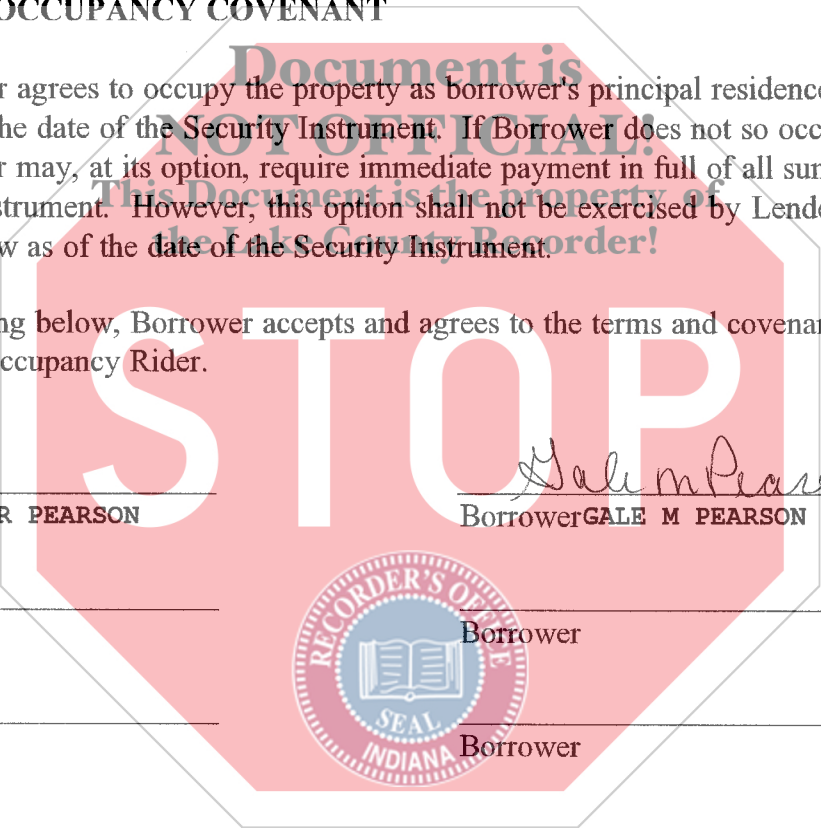 OCCUPANCY COVENANT
Document is
r agrees to occupy the property as borrower's principal residence
he date of the Security Instrument. If Borrower does not so occ
NOT OFFICIAL!
r may, at its option, require immediate payment in full of all sun
This Document is the property of
strument. However, this option shall not be exercised by Lende
w as of the date of the Security Instrument.
the Lake County Recorder!
ng below, Borrower accepts and agrees to the terms and covenan
ccupancy Rider.
STOP
Gale M Pears
R PEARSON
Borrower GALE M PEARSON
RECORDER'S OFFICE
Borrower
SEAL
INDIANA
Borrower